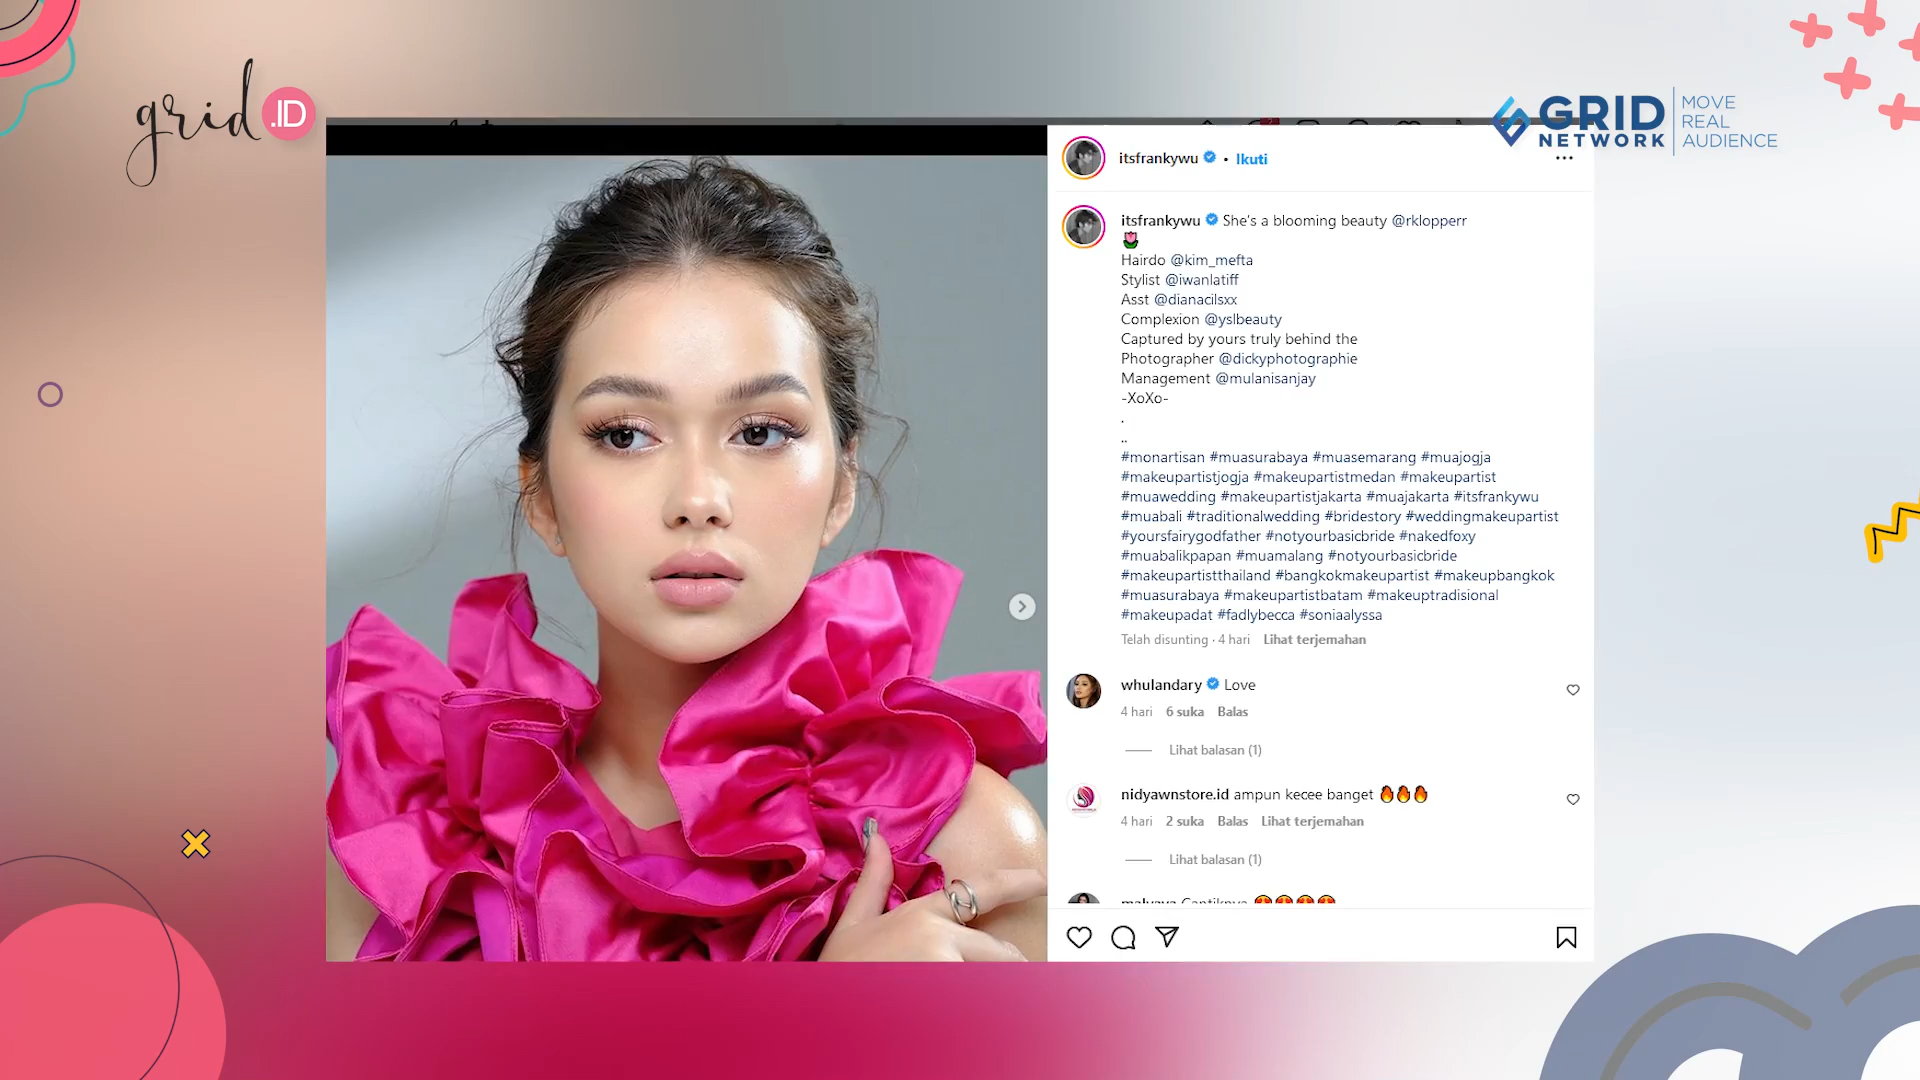 grid .ID
GRID
NETWORK
MOVE
REAL
AUDIENCE
itsfrankywu • Ikuti
itsfrankywu She's a blooming beauty @rklopperr
Hairdo @kim_mefta
Stylist @iwanlatiff
Asst @dianacilsxx
Complexion @yslbeauty
Captured by yours truly behind the
Photographer @dickyphotographie
Management @mulanisanjay
-XoXo-
.
..
#monartisan #muasurabaya #muasemarang #muajogja
#makeupartistjogja #makeupartistmedan #makeupartist
#muawedding #makeupartistjakarta #muajakarta #itsfrankywu
#muabali #traditionalwedding #bridestory #weddingmakeupartist
#yoursfairygodfather #notyourbasicbride #nakedfoxy
#muabalikpapan #muamalang #notyourbasicbride
#makeupartistthailand #bangkokmakeupartist #makeupbangkok
#muasurabaya #makeupartistbatam #makeuptradisional
#makeupadat #fadlybecca #soniaalyssa
Telah disunting · 4 hari Lihat terjemahan
whulandary Love
4 hari 6 suka Balas
Lihat balasan (1)
nidyawnstore.id ampun kecee banget 🔥🔥🔥
4 hari 2 suka Balas Lihat terjemahan
Lihat balasan (1)